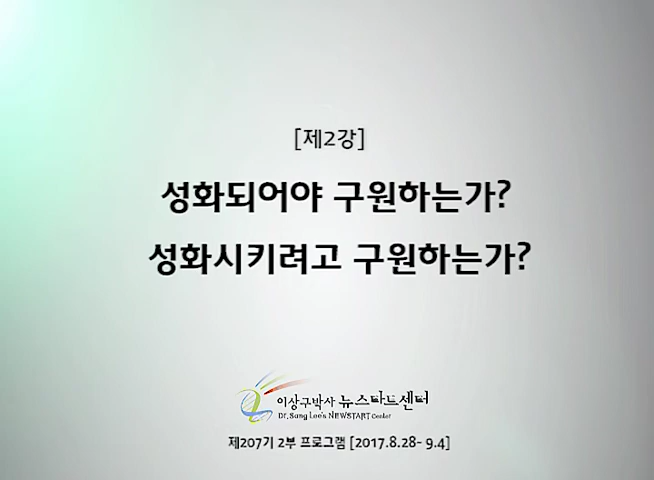 [제2강]
성화되어야 구원하는가?
성화시키려고 구원하는가?
이상구박사 뉴스타트센터
Dr. Sang Lee's NEWSTART Center
제207기 2부 프로그램 [2017.8.28- 9.4]